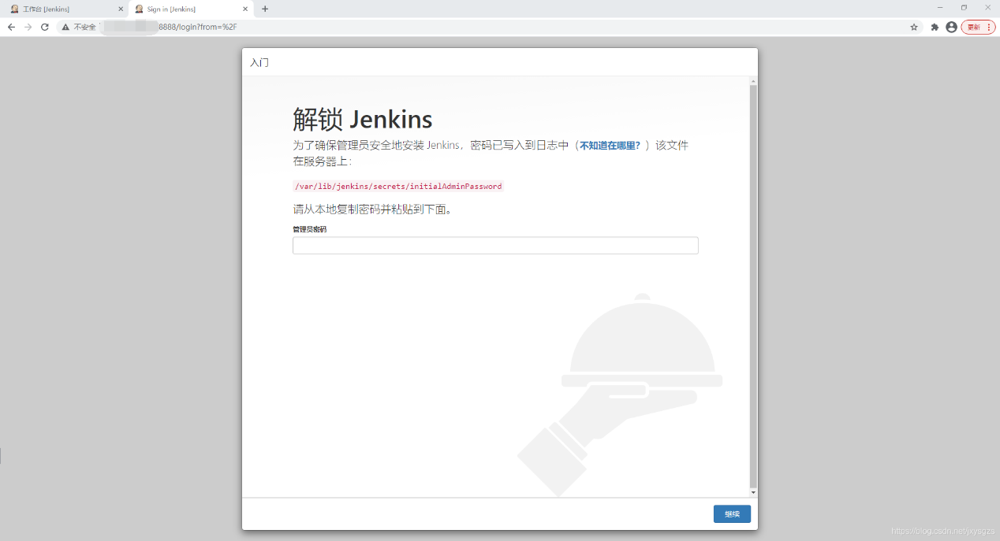 工作台 [Jenkins]
Sign in [Jenkins]
不安全
8888/login?from=%2F
更新
入门
解锁 Jenkins
为了确保管理员安全地安装 Jenkins，密码已写入到日志中（不知道在哪里？）该文件
在服务器上：
/var/lib/jenkins/secrets/initialAdminPassword
请从本地复制密码并粘贴到下面。
管理员密码
继续
https://blog.csdn.net/jxysgzs